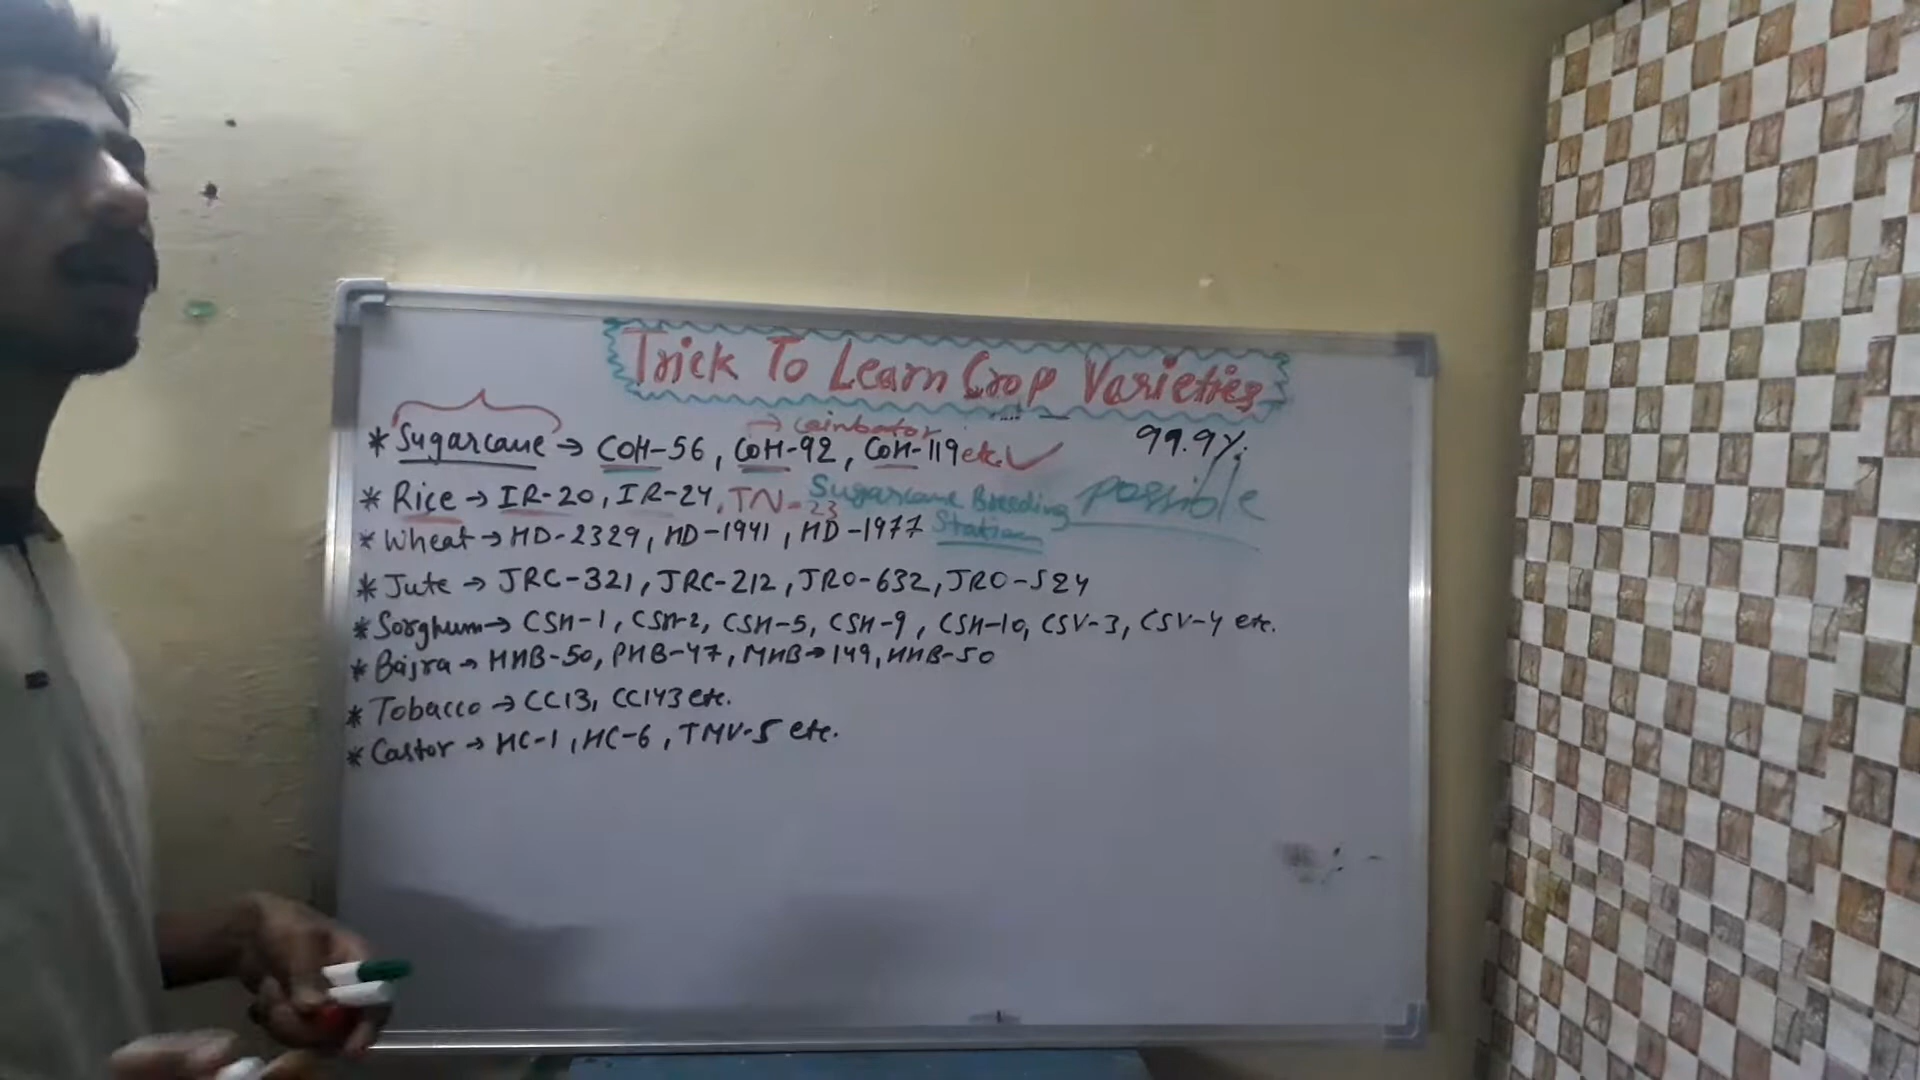 Trick To Learn Crop Varieties
→ Coinbator
* Sugarcane → COH-56, CoH-92, CoH-119 etc. ✓
99.9%
possible
* Rice → IR-20, IR-24, TN-23
Sugarcane Breeding
Station
* Wheat → HD-2329, HD-1941, HD-1977
* Jute → JRC-321, JRC-212, JRO-632, JRO-524
* Sorghum → CSH-1, CSH-2, CSH-5, CSH-9, CSH-10, CSV-3, CSV-4 etc.
* Bajra → HHB-50, PHB-47, MHB→149, HHB-50
* Tobacco → CC13, CC143 etc.
* Castor → HC-1, HC-6, TMV-5 etc.